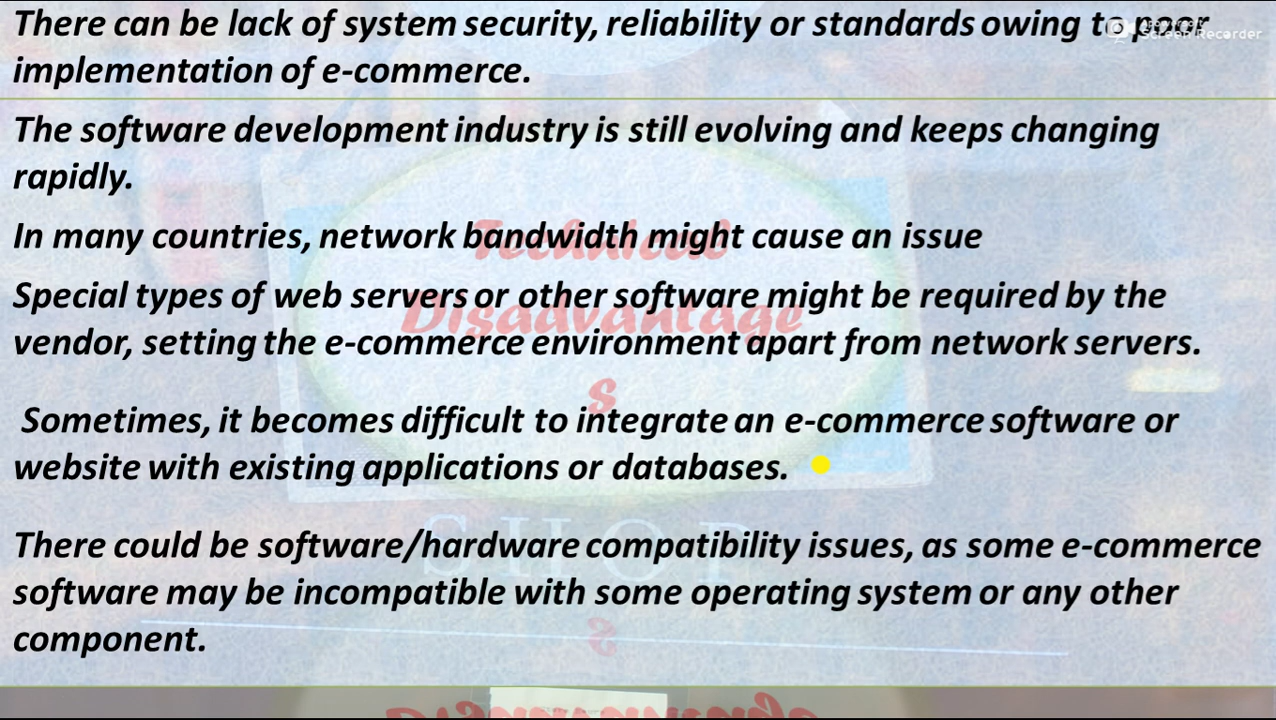 There can be lack of system security, reliability or standards owing to poor
Screen Recorder
implementation of e-commerce.
The software development industry is still evolving and keeps changing
rapidly.
In many countries, network bandwidth might cause an issue
Technical
Special types of web servers or other software might be required by the
Disadvantage
vendor, setting the e-commerce environment apart from network servers.
s
Sometimes, it becomes difficult to integrate an e-commerce software or
website with existing applications or databases.
SHOP
There could be software/hardware compatibility issues, as some e-commerce
software may be incompatible with some operating system or any other
component.